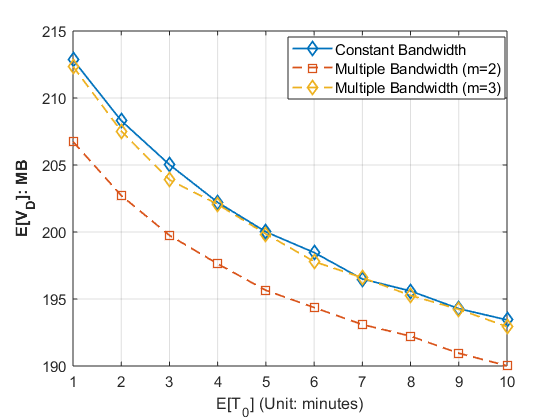 215
210
205
200
195
190
E[V_D]: MB
1 2 3 4 5 6 7 8 9 10
E[T_0] (Unit: minutes)
Constant Bandwidth
Multiple Bandwidth (m=2)
Multiple Bandwidth (m=3)